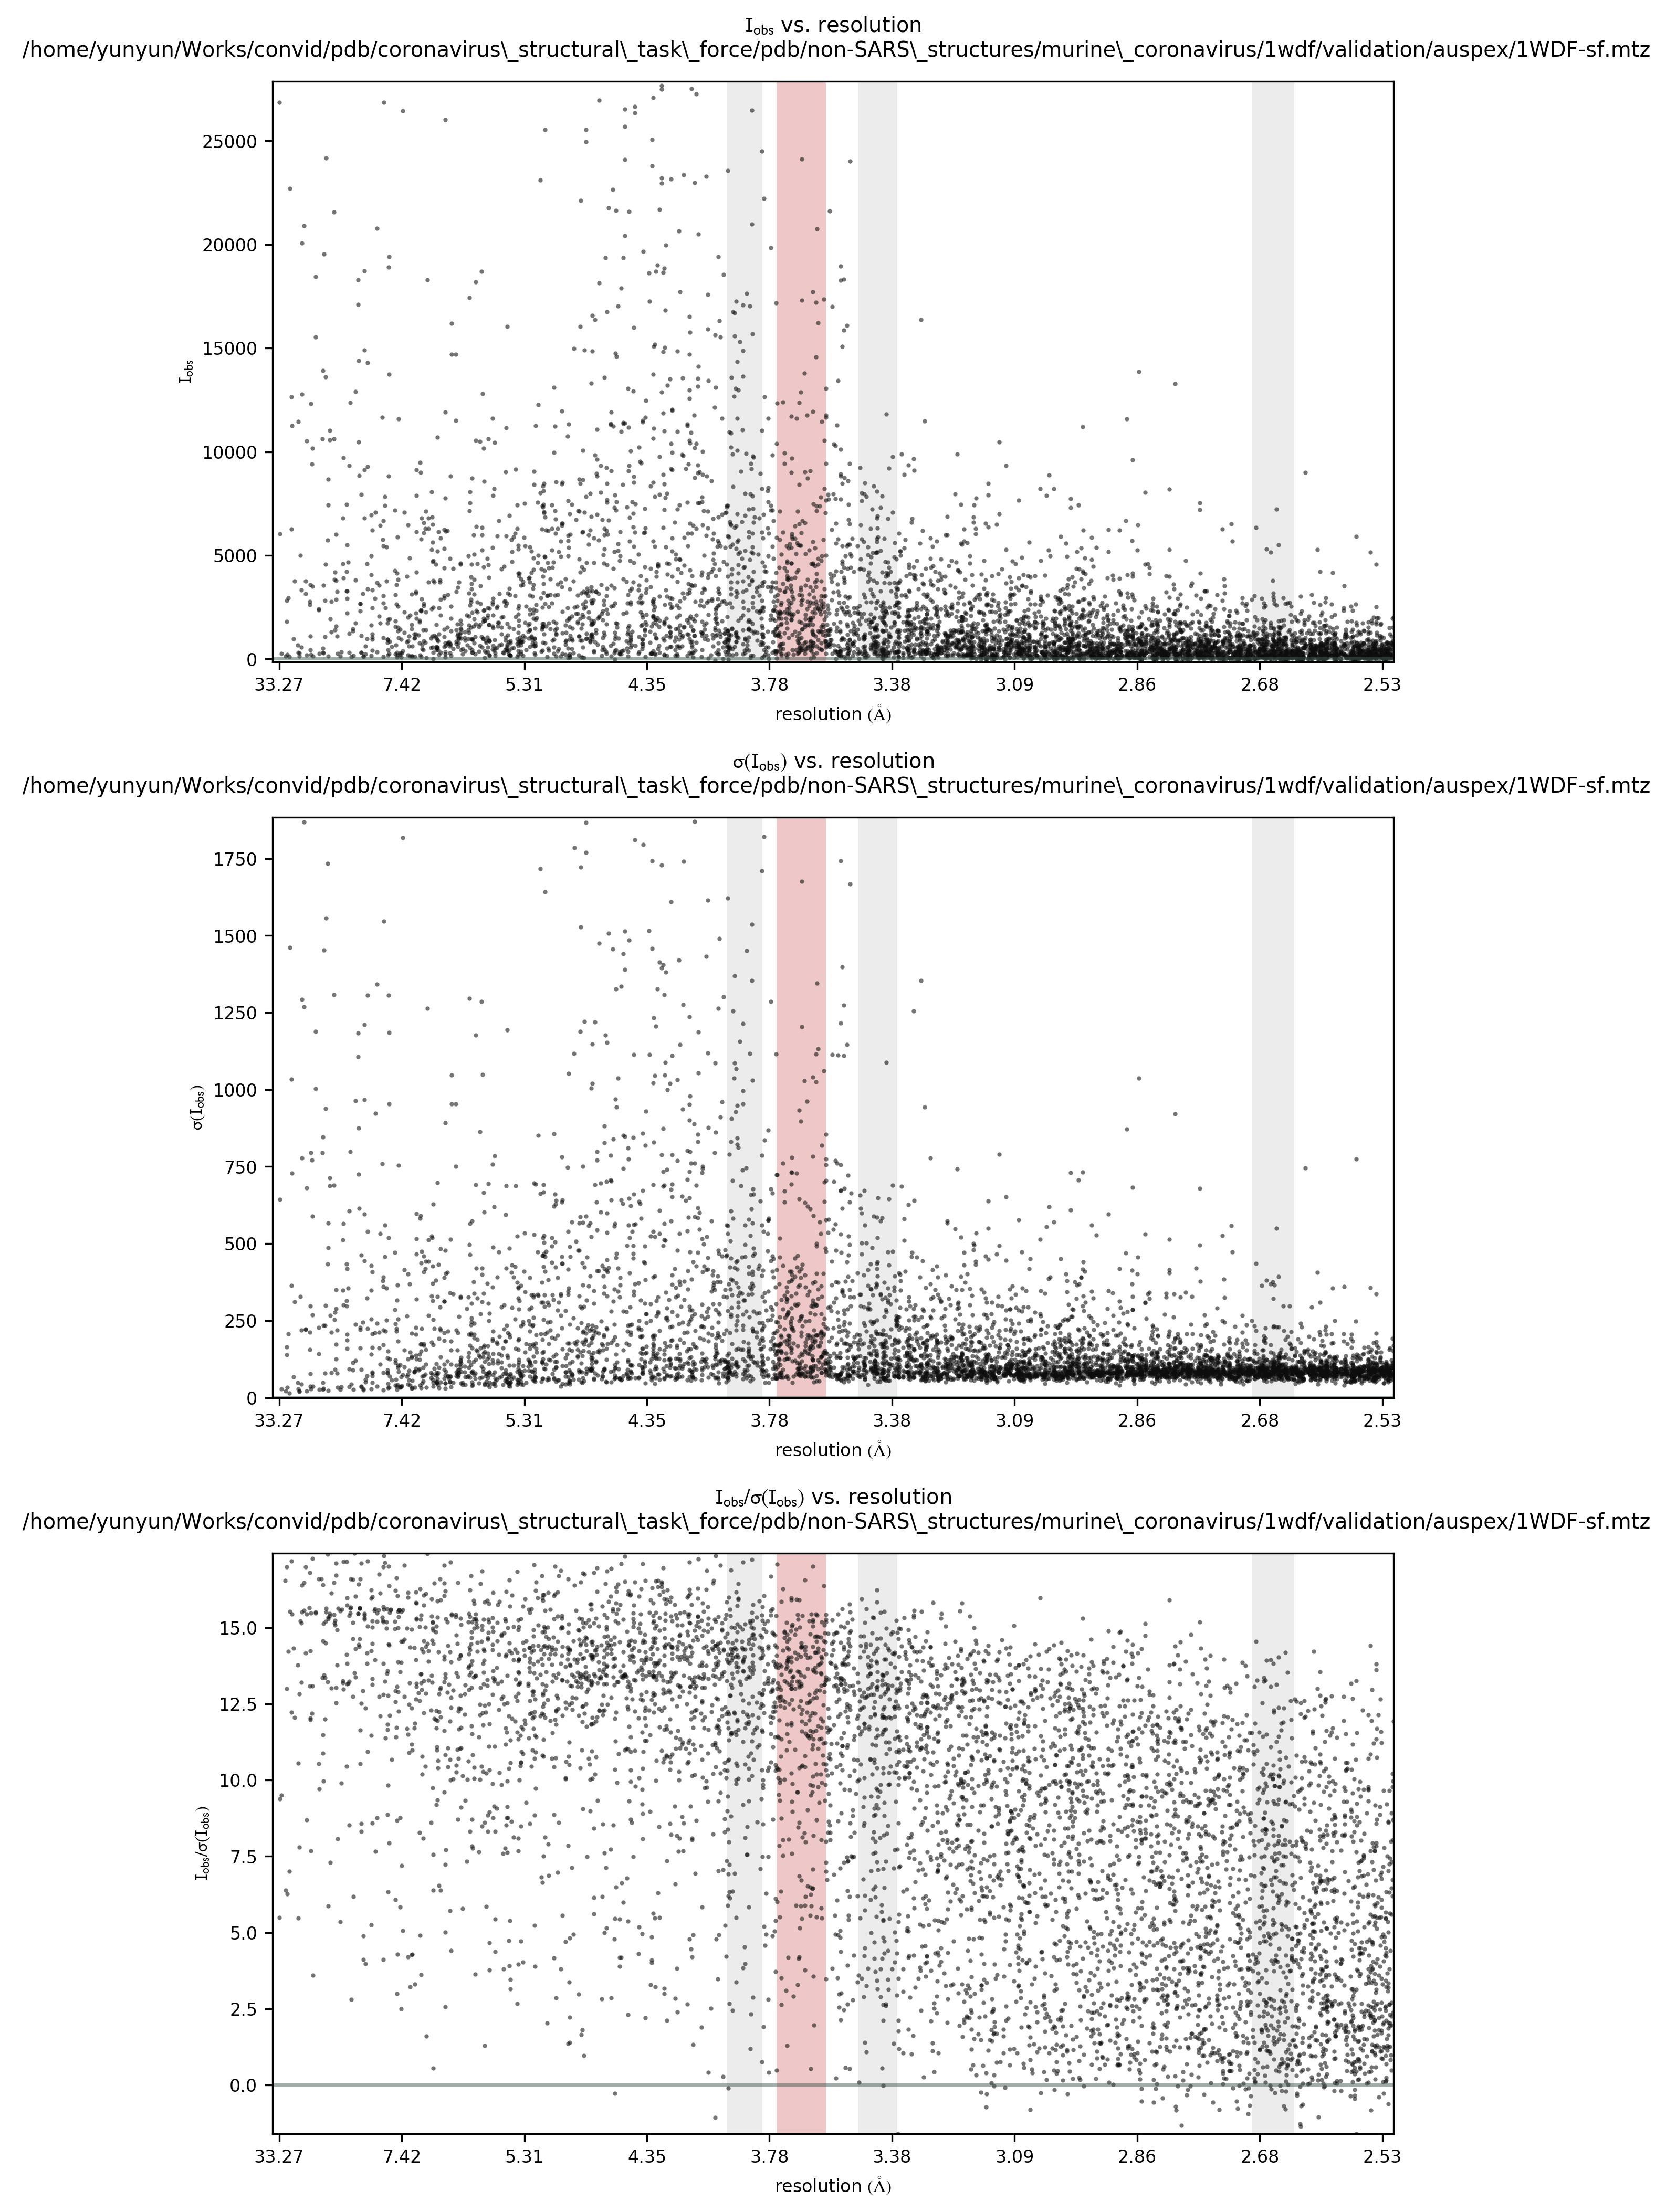 I_obs vs. resolution
/home/yunyun/Works/convid/pdb/coronavirus\_structural\_task\_force/pdb/non-SARS\_structures/murine\_coronavirus/1wdf/validation/auspex/1WDF-sf.mtz
25000
20000
15000
10000
5000
0
I_obs
33.27 7.42 5.31 4.35 3.78 3.38 3.09 2.86 2.68 2.53
resolution (Å)
σ(I_obs) vs. resolution
/home/yunyun/Works/convid/pdb/coronavirus\_structural\_task\_force/pdb/non-SARS\_structures/murine\_coronavirus/1wdf/validation/auspex/1WDF-sf.mtz
1750
1500
1250
1000
750
500
250
0
σ(I_obs)
33.27 7.42 5.31 4.35 3.78 3.38 3.09 2.86 2.68 2.53
resolution (Å)
I_obs/σ(I_obs) vs. resolution
/home/yunyun/Works/convid/pdb/coronavirus\_structural\_task\_force/pdb/non-SARS\_structures/murine\_coronavirus/1wdf/validation/auspex/1WDF-sf.mtz
15.0
12.5
10.0
7.5
5.0
2.5
0.0
I_obs/σ(I_obs)
33.27 7.42 5.31 4.35 3.78 3.38 3.09 2.86 2.68 2.53
resolution (Å)